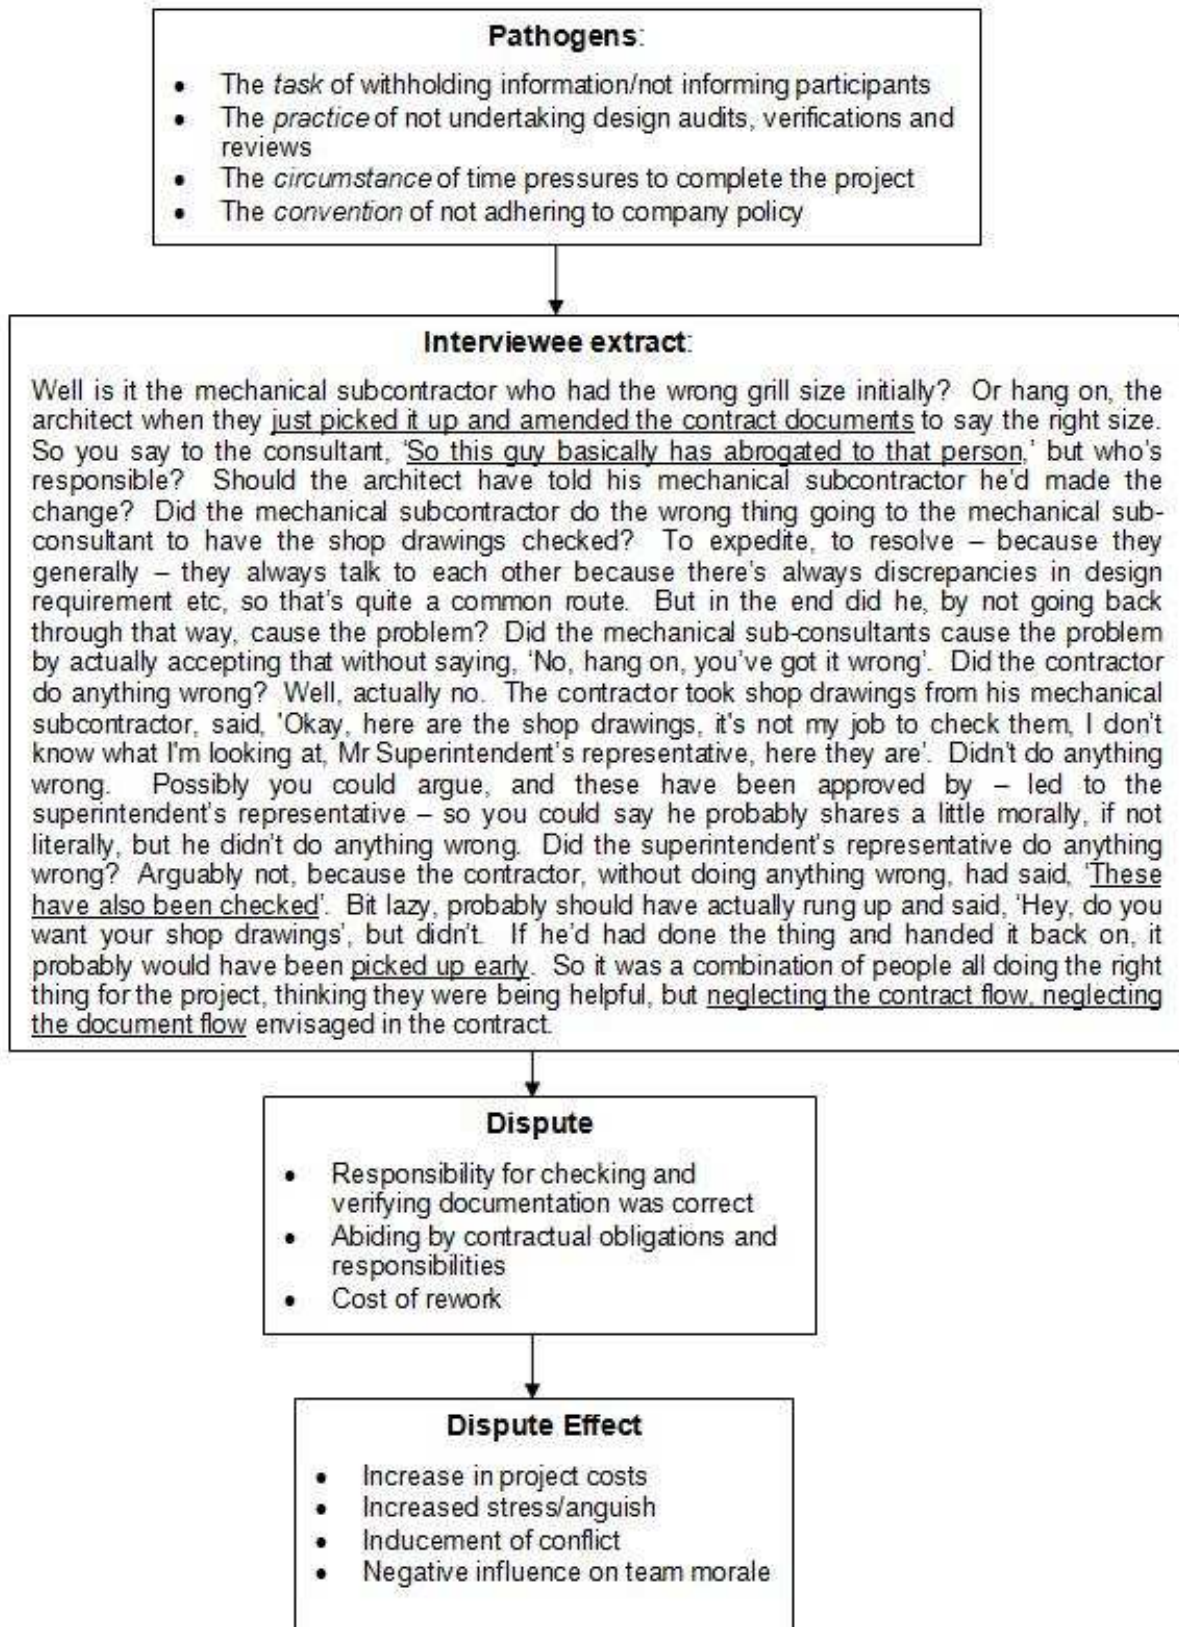 Pathogens:
• The task of withholding information/not informing participants
• The practice of not undertaking design audits, verifications and
reviews
• The circumstance of time pressures to complete the project
• The convention of not adhering to company policy
Interviewee extract:
Well is it the mechanical subcontractor who had the wrong grill size initially? Or hang on, the
architect when they just picked it up and amended the contract documents to say the right size.
So you say to the consultant, ‘So this guy basically has abrogated to that person,’ but who's
responsible? Should the architect have told his mechanical subcontractor he'd made the
change? Did the mechanical subcontractor do the wrong thing going to the mechanical sub-
consultant to have the shop drawings checked? To expedite, to resolve – because they
generally – they always talk to each other because there's always discrepancies in design
requirement etc, so that's quite a common route. But in the end did he, by not going back
through that way, cause the problem? Did the mechanical sub-consultants cause the problem
by actually accepting that without saying, ‘No, hang on, you've got it wrong’. Did the contractor
do anything wrong? Well, actually no. The contractor took shop drawings from his mechanical
subcontractor, said, 'Okay, here are the shop drawings, it's not my job to check them, I don't
know what I'm looking at, Mr Superintendent's representative, here they are’. Didn't do anything
wrong. Possibly you could argue, and these have been approved by – led to the
superintendent's representative – so you could say he probably shares a little morally, if not
literally, but he didn't do anything wrong. Did the superintendent's representative do anything
wrong? Arguably not, because the contractor, without doing anything wrong, had said, ‘These
have also been checked’. Bit lazy, probably should have actually rung up and said, ‘Hey, do you
want your shop drawings’, but didn't. If he'd had done the thing and handed it back on, it
probably would have been picked up early. So it was a combination of people all doing the right
thing for the project, thinking they were being helpful, but neglecting the contract flow, neglecting
the document flow envisaged in the contract.
Dispute
• Responsibility for checking and
verifying documentation was correct
• Abiding by contractual obligations and
responsibilities
• Cost of rework
Dispute Effect
• Increase in project costs
• Increased stress/anguish
• Inducement of conflict
• Negative influence on team morale